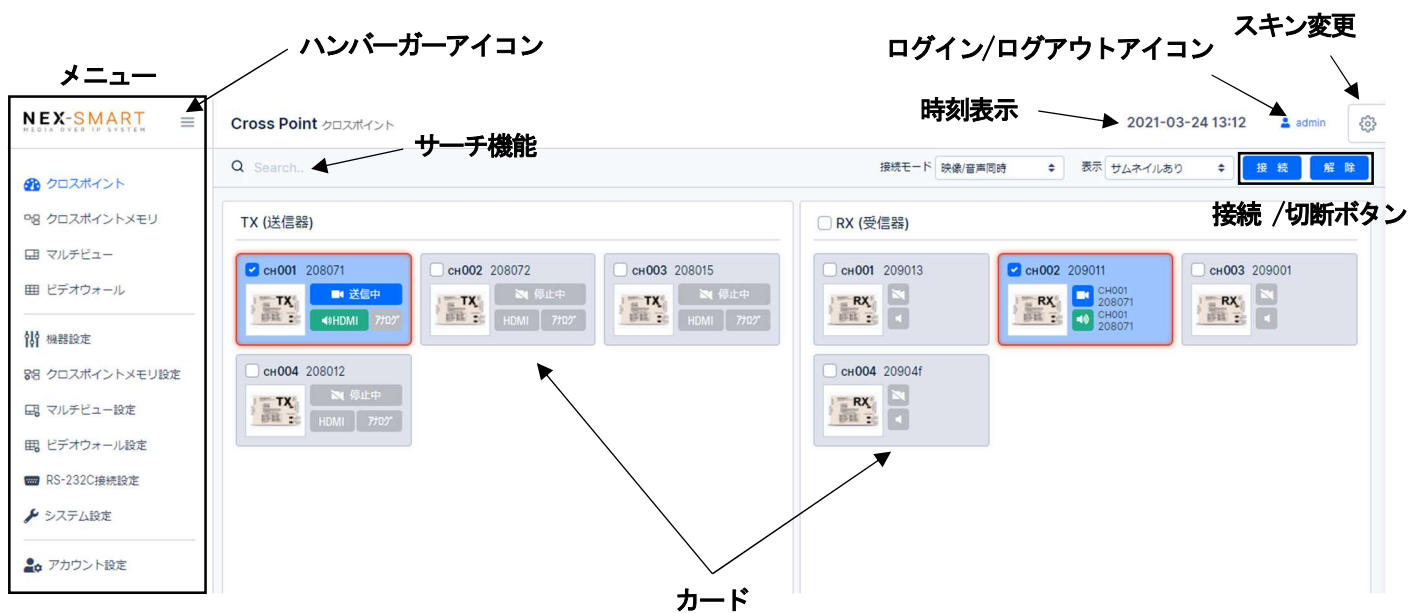 スキン変更
ハンバーガーアイコン
ログイン/ログアウトアイコン
メニュー
時刻表示
NEX-SMART
MEDIA OVER IP SYSTEM
Cross Point クロスポイント
2021-03-24 13:12
admin
サーチ機能
Search..
接続モード 映像/音声同時
表示 サムネイルあり
接 続
解 除
接続 /切断ボタン
クロスポイント
クロスポイントメモリ
マルチビュー
ビデオウォール
機器設定
クロスポイントメモリ設定
マルチビュー設定
ビデオウォール設定
RS-232C接続設定
システム設定
アカウント設定
TX (送信器)
CH001 208071
TX
送信中
HDMI アナログ
CH002 208072
TX
停止中
HDMI アナログ
CH003 208015
TX
停止中
HDMI アナログ
CH004 208012
TX
停止中
HDMI アナログ
RX (受信器)
CH001 209013
RX
CH002 209011
RX
CH001
208071
CH001
208071
CH003 209001
RX
CH004 20904f
RX
カード